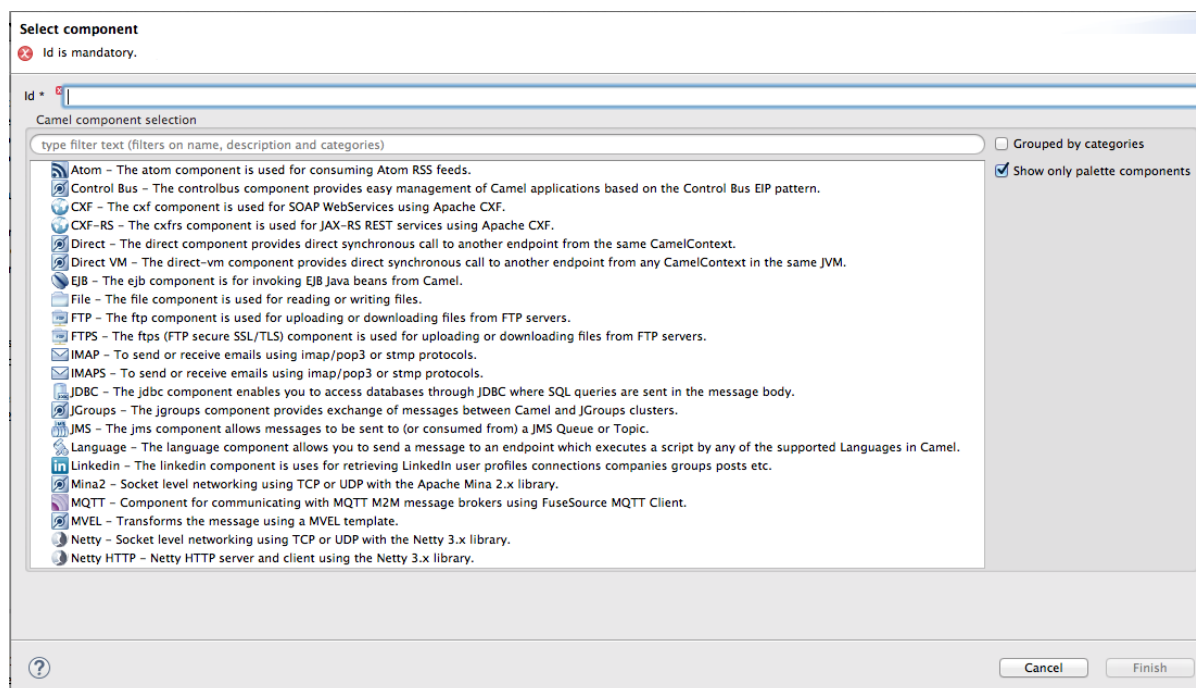 Select component
Id is mandatory.
Id *
Camel component selection
type filter text (filters on name, description and categories)
Grouped by categories
Show only palette components
Atom – The atom component is used for consuming Atom RSS feeds.
Control Bus – The controlbus component provides easy management of Camel applications based on the Control Bus EIP pattern.
CXF – The cxf component is used for SOAP WebServices using Apache CXF.
CXF-RS – The cxfrs component is used for JAX-RS REST services using Apache CXF.
Direct – The direct component provides direct synchronous call to another endpoint from the same CamelContext.
Direct VM – The direct-vm component provides direct synchronous call to another endpoint from any CamelContext in the same JVM.
EJB – The ejb component is for invoking EJB Java beans from Camel.
File – The file component is used for reading or writing files.
FTP – The ftp component is used for uploading or downloading files from FTP servers.
FTPS – The ftps (FTP secure SSL/TLS) component is used for uploading or downloading files from FTP servers.
IMAP – To send or receive emails using imap/pop3 or stmp protocols.
IMAPS – To send or receive emails using imap/pop3 or stmp protocols.
JDBC – The jdbc component enables you to access databases through JDBC where SQL queries are sent in the message body.
JGroups – The jgroups component provides exchange of messages between Camel and JGroups clusters.
JMS – The jms component allows messages to be sent to (or consumed from) a JMS Queue or Topic.
Language – The language component allows you to send a message to an endpoint which executes a script by any of the supported Languages in Camel.
Linkedin – The linkedin component is uses for retrieving LinkedIn user profiles connections companies groups posts etc.
Mina2 – Socket level networking using TCP or UDP with the Apache Mina 2.x library.
MQTT – Component for communicating with MQTT M2M message brokers using FuseSource MQTT Client.
MVEL – Transforms the message using a MVEL template.
Netty – Socket level networking using TCP or UDP with the Netty 3.x library.
Netty HTTP – Netty HTTP server and client using the Netty 3.x library.
?
Cancel
Finish